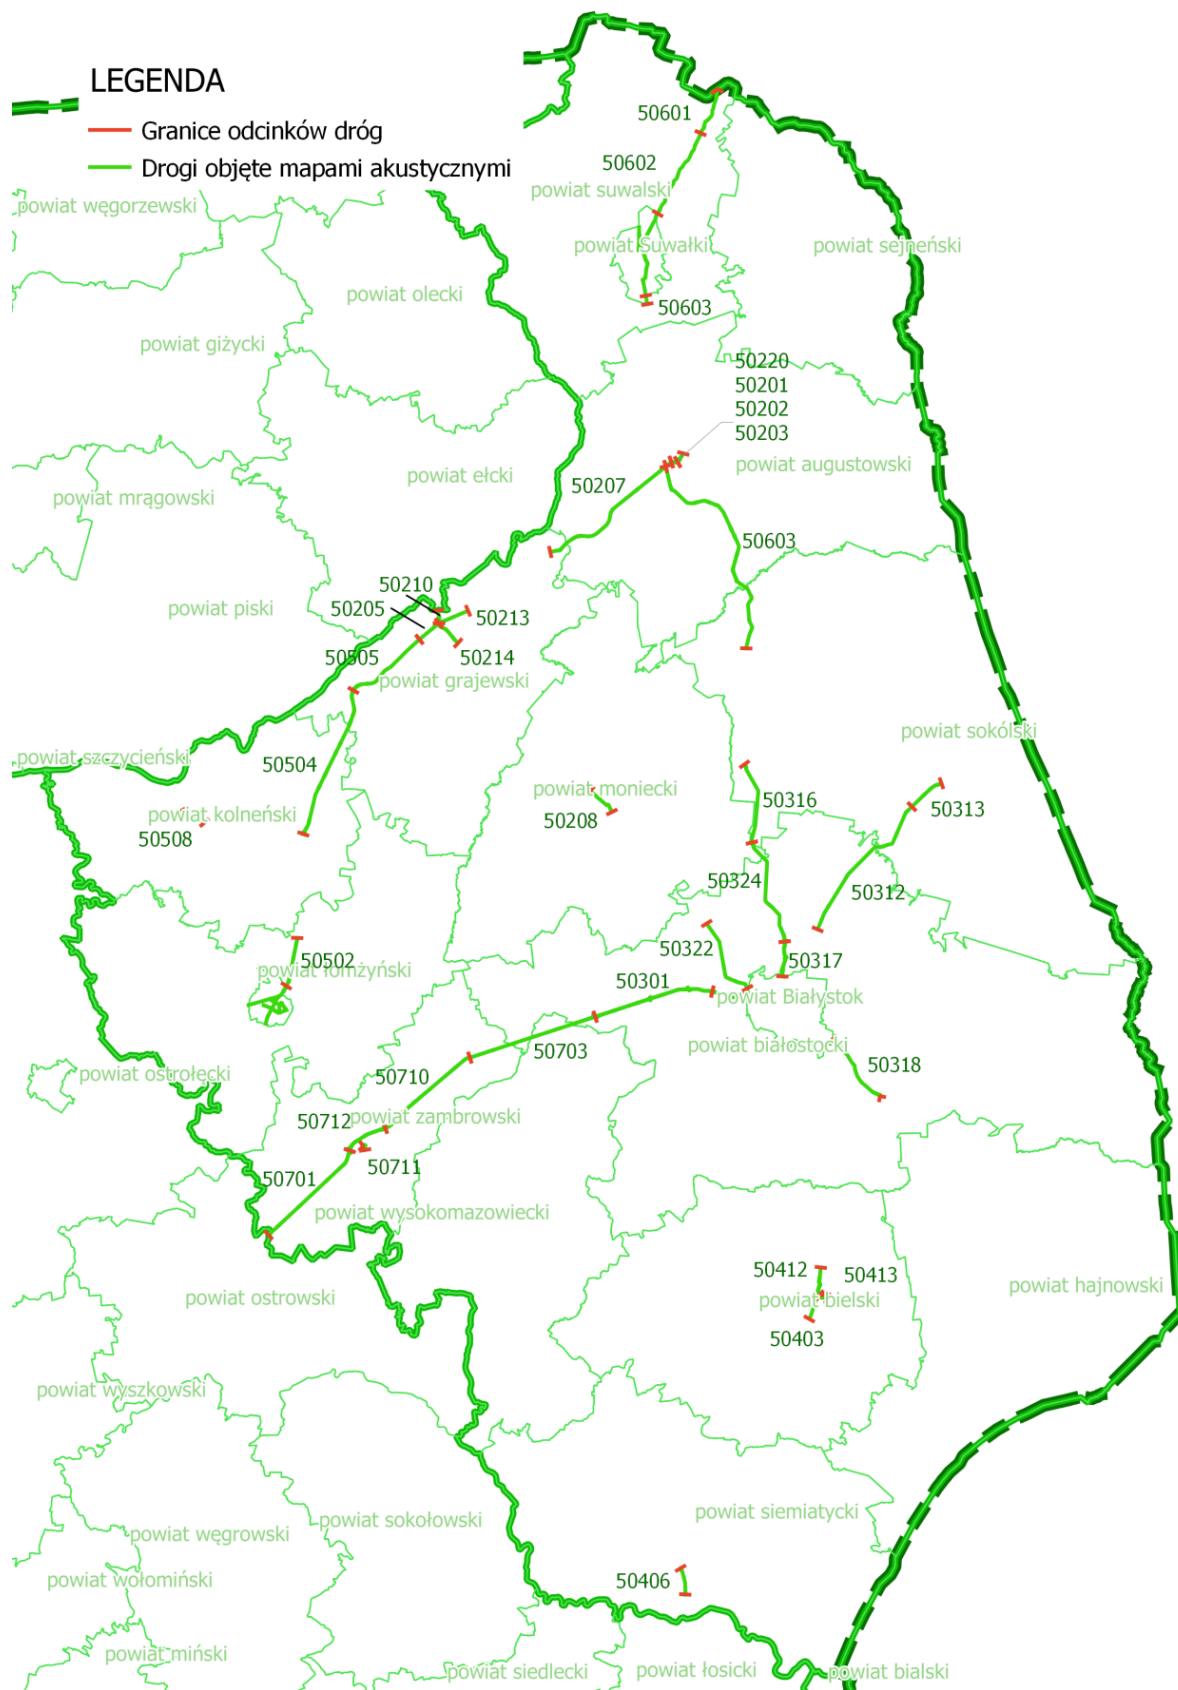 LEGENDA
Granice odcinków dróg
Drogi objęte mapami akustycznymi
50601
50602
powiat suwalski
powiat węgorzewski
powiat Suwałki
powiat sejneński
powiat olecki
50603
powiat giżycki
50220
50201
50202
50203
powiat augustowski
powiat ełcki
50207
powiat mrągowski
50603
50210
50205
50213
powiat piski
50505
50214
powiat grajewski
powiat sokólski
powiat szczycieński
50504
powiat moniecki
50316
50313
powiat kolneński
50208
50508
50324
50312
50322
50502
powiat łomżyński
50317
50301
powiat Białystok
50703
powiat białostocki
50318
powiat ostrołęcki
50710
50712
powiat zambrowski
50711
50701
powiat wysokomazowiecki
50412
50413
powiat hajnowski
powiat ostrowski
powiat bielski
50403
powiat wyszkowski
powiat siemiatycki
powiat sokołowski
powiat węgrowski
powiat wołomiński
50406
powiat miński
powiat siedlecki
powiat łosicki
powiat bialski